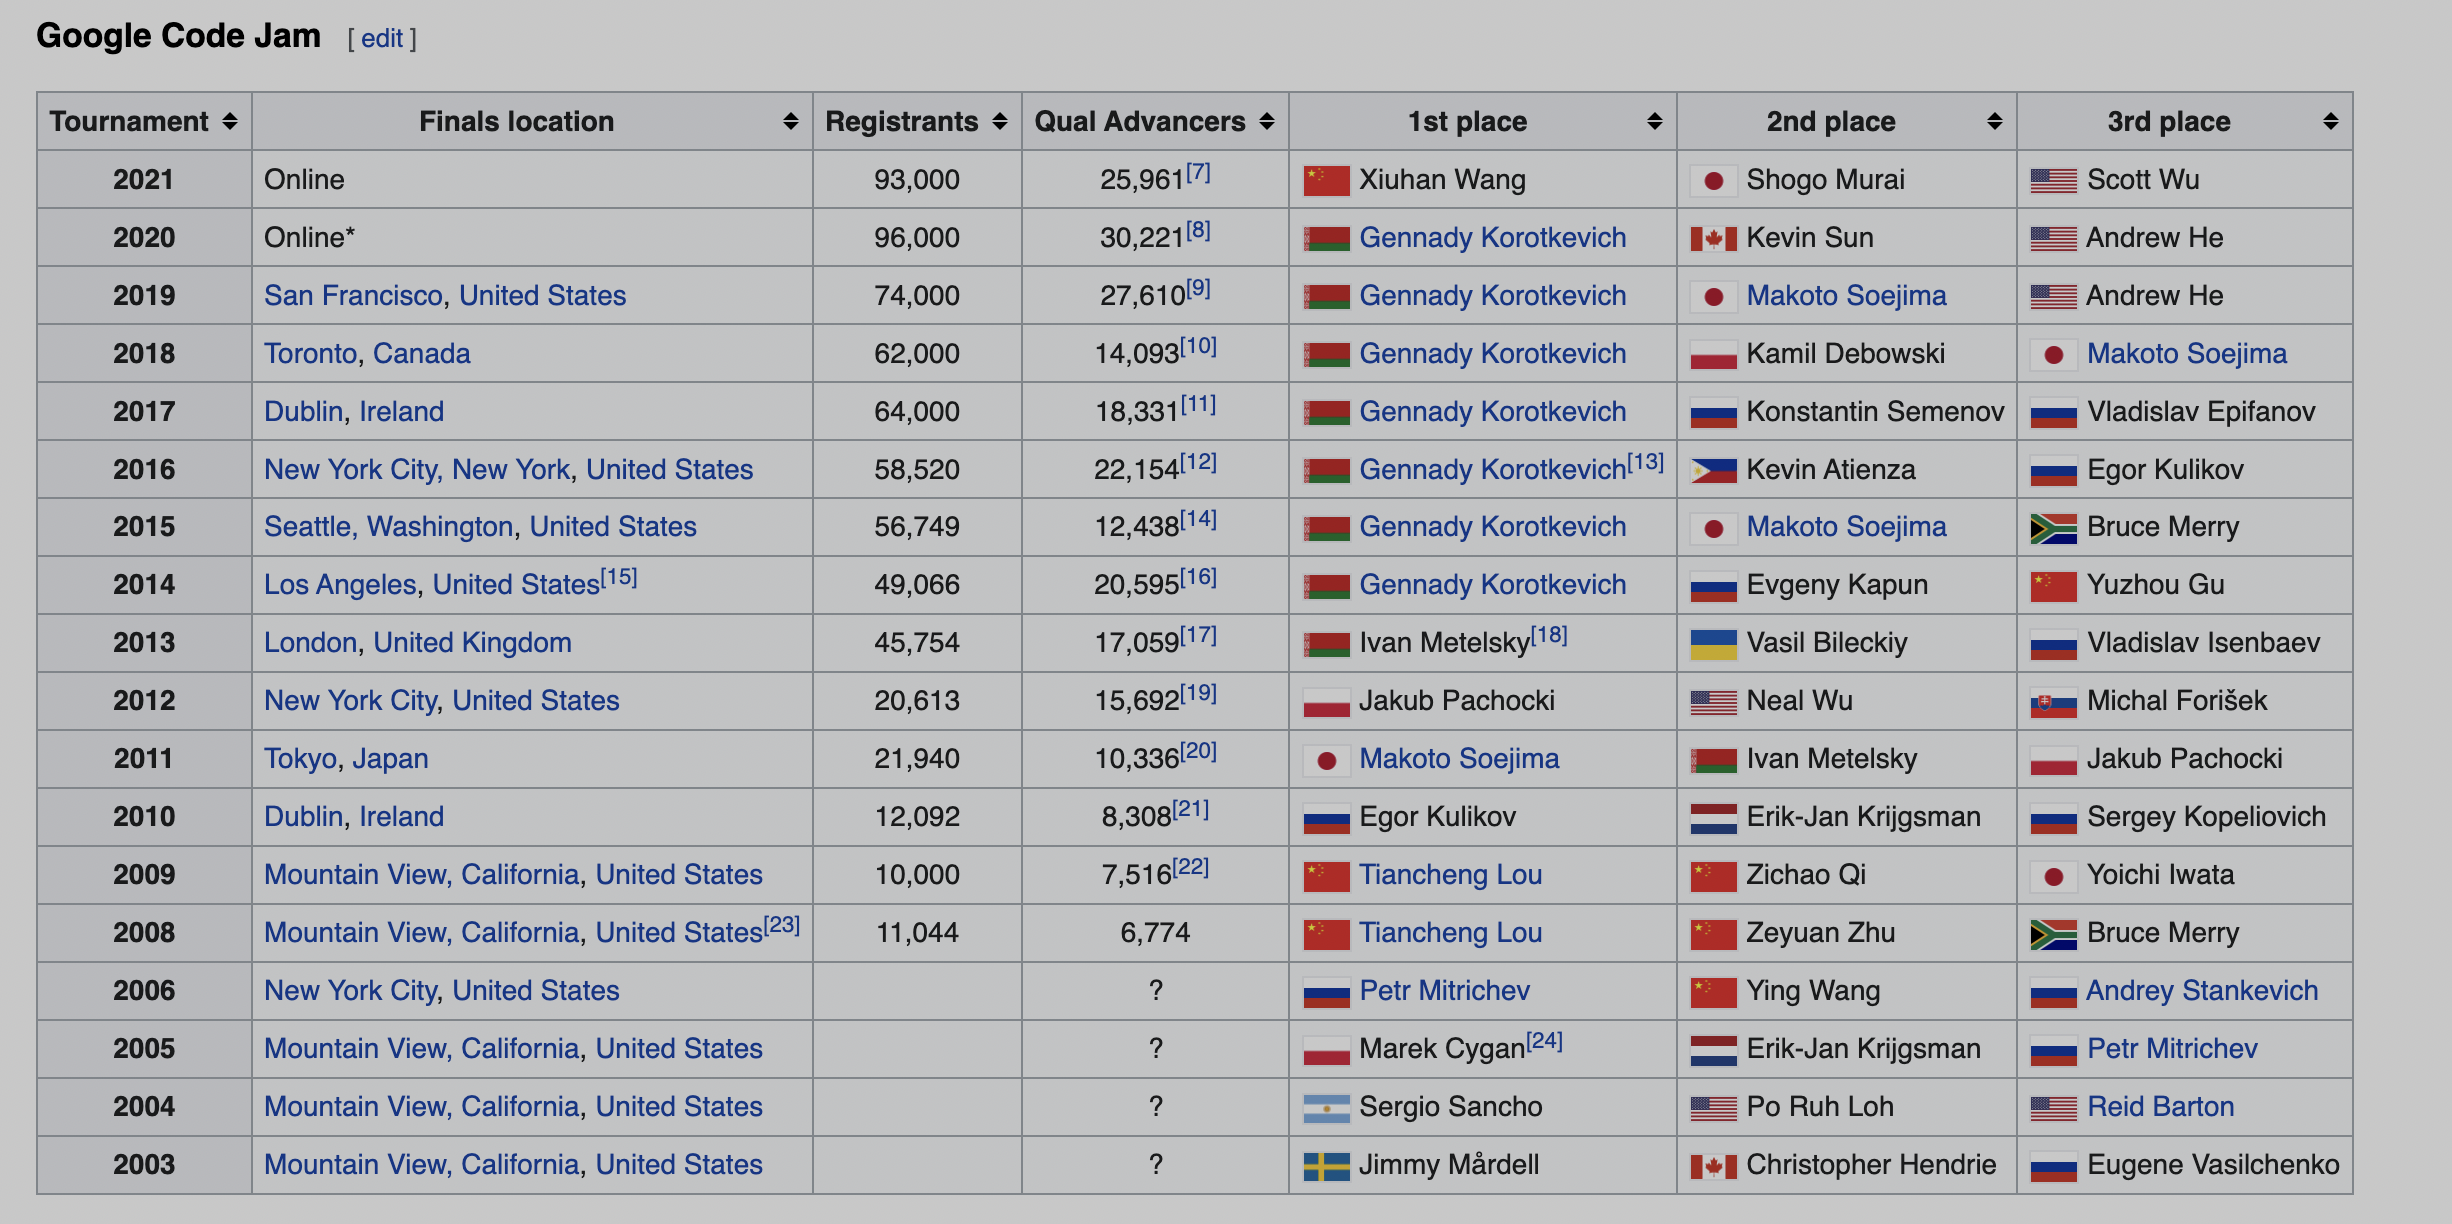 Google Code Jam [ edit ]
Tournament Finals location Registrants Qual Advancers 1st place 2nd place 3rd place
2021 Online 93,000 25,961[7] Xiuhan Wang Shogo Murai Scott Wu
2020 Online* 96,000 30,221[8] Gennady Korotkevich Kevin Sun Andrew He
2019 San Francisco, United States 74,000 27,610[9] Gennady Korotkevich Makoto Soejima Andrew He
2018 Toronto, Canada 62,000 14,093[10] Gennady Korotkevich Kamil Debowski Makoto Soejima
2017 Dublin, Ireland 64,000 18,331[11] Gennady Korotkevich Konstantin Semenov Vladislav Epifanov
2016 New York City, New York, United States 58,520 22,154[12] Gennady Korotkevich[13] Kevin Atienza Egor Kulikov
2015 Seattle, Washington, United States 56,749 12,438[14] Gennady Korotkevich Makoto Soejima Bruce Merry
2014 Los Angeles, United States[15] 49,066 20,595[16] Gennady Korotkevich Evgeny Kapun Yuzhou Gu
2013 London, United Kingdom 45,754 17,059[17] Ivan Metelsky[18] Vasil Bileckiy Vladislav Isenbaev
2012 New York City, United States 20,613 15,692[19] Jakub Pachocki Neal Wu Michal Forišek
2011 Tokyo, Japan 21,940 10,336[20] Makoto Soejima Ivan Metelsky Jakub Pachocki
2010 Dublin, Ireland 12,092 8,308[21] Egor Kulikov Erik-Jan Krijgsman Sergey Kopeliovich
2009 Mountain View, California, United States 10,000 7,516[22] Tiancheng Lou Zichao Qi Yoichi Iwata
2008 Mountain View, California, United States[23] 11,044 6,774 Tiancheng Lou Zeyuan Zhu Bruce Merry
2006 New York City, United States ? Petr Mitrichev Ying Wang Andrey Stankevich
2005 Mountain View, California, United States ? Marek Cygan[24] Erik-Jan Krijgsman Petr Mitrichev
2004 Mountain View, California, United States ? Sergio Sancho Po Ruh Loh Reid Barton
2003 Mountain View, California, United States ? Jimmy Mårdell Christopher Hendrie Eugene Vasilchenko